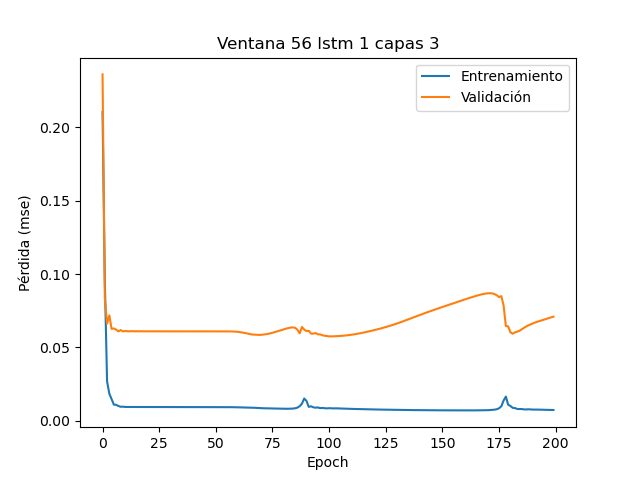 Ventana 56 lstm 1 capas 3
Entrenamiento
Validación
Pérdida (mse)
0.20
0.15
0.10
0.05
0.00
0 25 50 75 100 125 150 175 200
Epoch